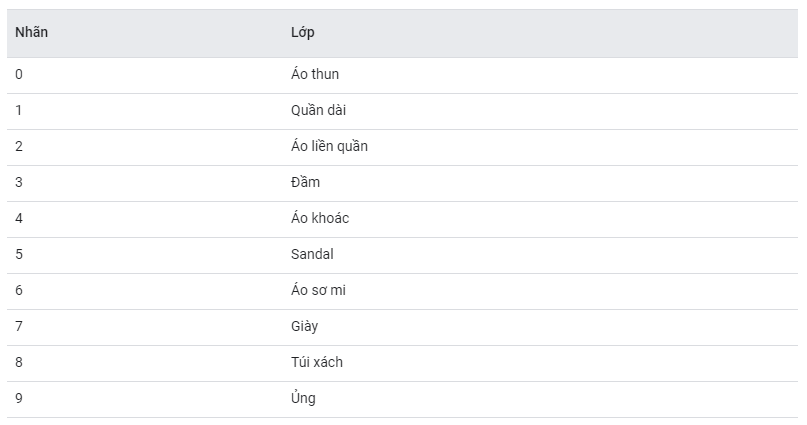 Nhãn Lớp
0 Áo thun
1 Quần dài
2 Áo liền quần
3 Đầm
4 Áo khoác
5 Sandal
6 Áo sơ mi
7 Giày
8 Túi xách
9 Ủng